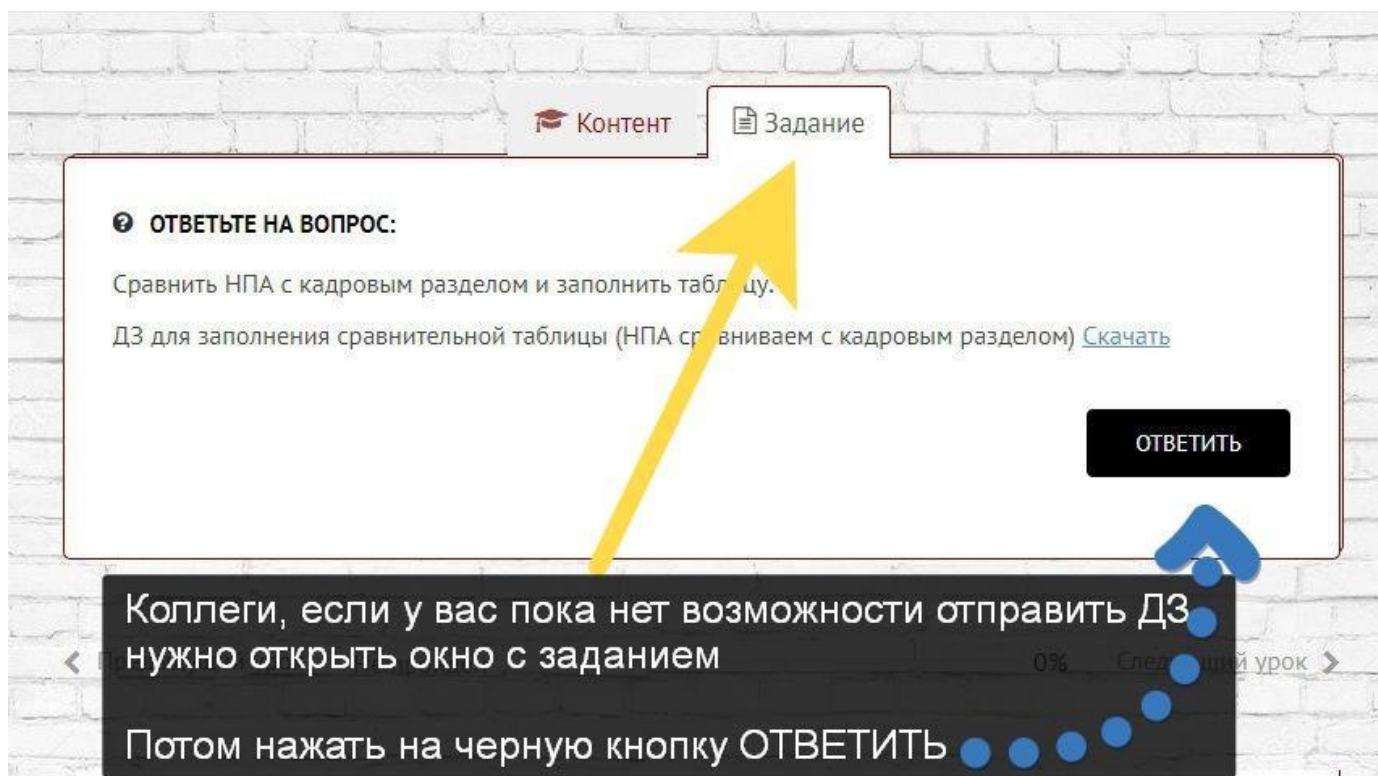 Контент
Задание
ОТВЕТЬТЕ НА ВОПРОС:
Сравнить НПА с кадровым разделом и заполнить таблицу.
ДЗ для заполнения сравнительной таблицы (НПА сравниваем с кадровым разделом) Скачать
ОТВЕТИТЬ
Коллеги, если у вас пока нет возможности отправить ДЗ
нужно открыть окно с заданием
0% Следующий урок
Потом нажать на черную кнопку ОТВЕТИТЬ